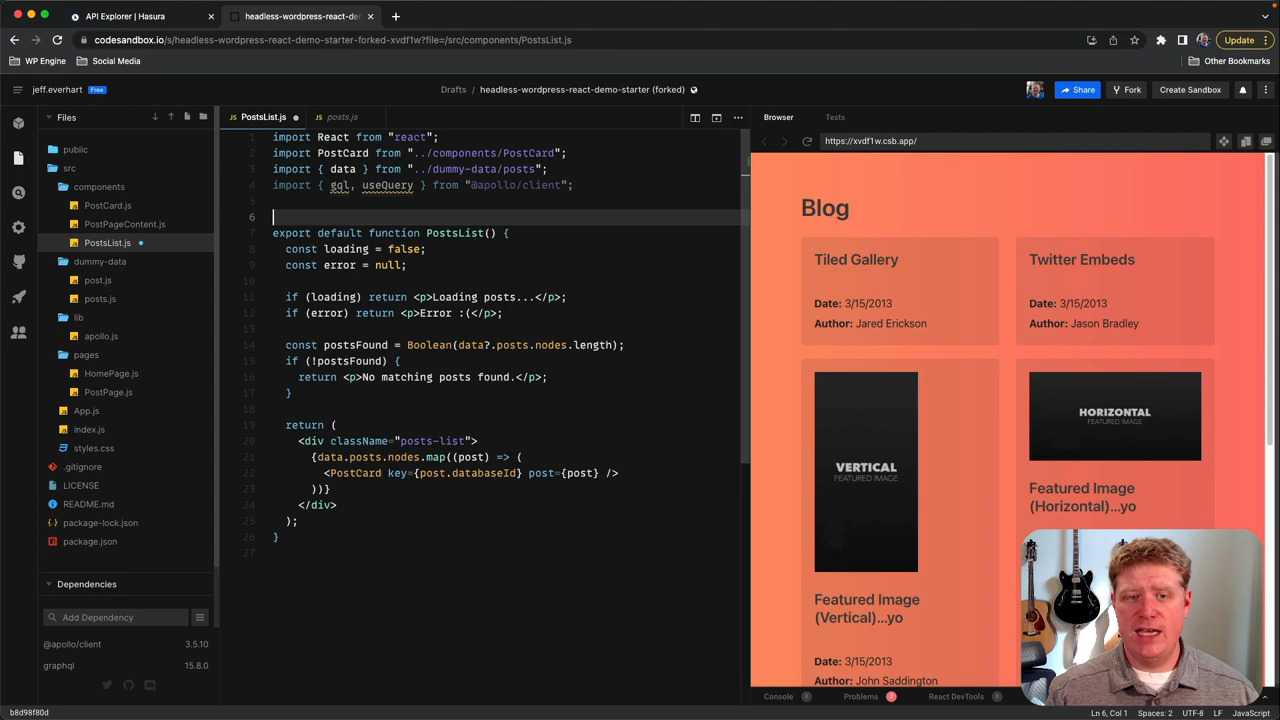 API Explorer | Hasura
headless-wordpress-react-der
codesandbox.io/s/headless-wordpress-react-demo-starter-forked-xvdf1w?file=/src/components/PostsList.js
Update
WP Engine
Social Media
Other Bookmarks
jeff.everhart
Free
Drafts / headless-wordpress-react-demo-starter (forked)
Share
Fork
Create Sandbox
Files
public
src
components
PostCard.js
PostPageContent.js
PostsList.js
dummy-data
post.js
posts.js
lib
apollo.js
pages
HomePage.js
PostPage.js
App.js
index.js
styles.css
.gitignore
LICENSE
README.md
package-lock.json
package.json
Dependencies
Add Dependency
@apollo/client 3.5.10
graphql 15.8.0
b8d98f80d
PostsList.js
posts.js
1 import React from "react";
2 import PostCard from "../components/PostCard";
3 import { data } from "../dummy-data/posts";
4 import { gql, useQuery } from "@apollo/client";
5
6
7 export default function PostsList() {
8 const loading = false;
9 const error = null;
10
11 if (loading) return <p>Loading posts...</p>;
12 if (error) return <p>Error :(</p>;
13
14 const postsFound = Boolean(data?.posts.nodes.length);
15 if (!postsFound) {
16 return <p>No matching posts found.</p>;
17 }
18
19 return (
20 <div className="posts-list">
21 {data.posts.nodes.map((post) => (
22 <PostCard key={post.databaseId} post={post} />
23 ))}
24 </div>
25 );
26 }
27
Browser
Tests
https://xvdf1w.csb.app/
Blog
Tiled Gallery
Date: 3/15/2013
Author: Jared Erickson
Twitter Embeds
Date: 3/15/2013
Author: Jason Bradley
VERTICAL
FEATURED IMAGE
Featured Image
(Vertical)...yo
Date: 3/15/2013
Author: John Saddington
HORIZONTAL
FEATURED IMAGE
Featured Image
(Horizontal)...yo
Console 0
Problems 2
React DevTools 0
Ln 6, Col 1
Spaces: 2
UTF-8
LF
JavaScript